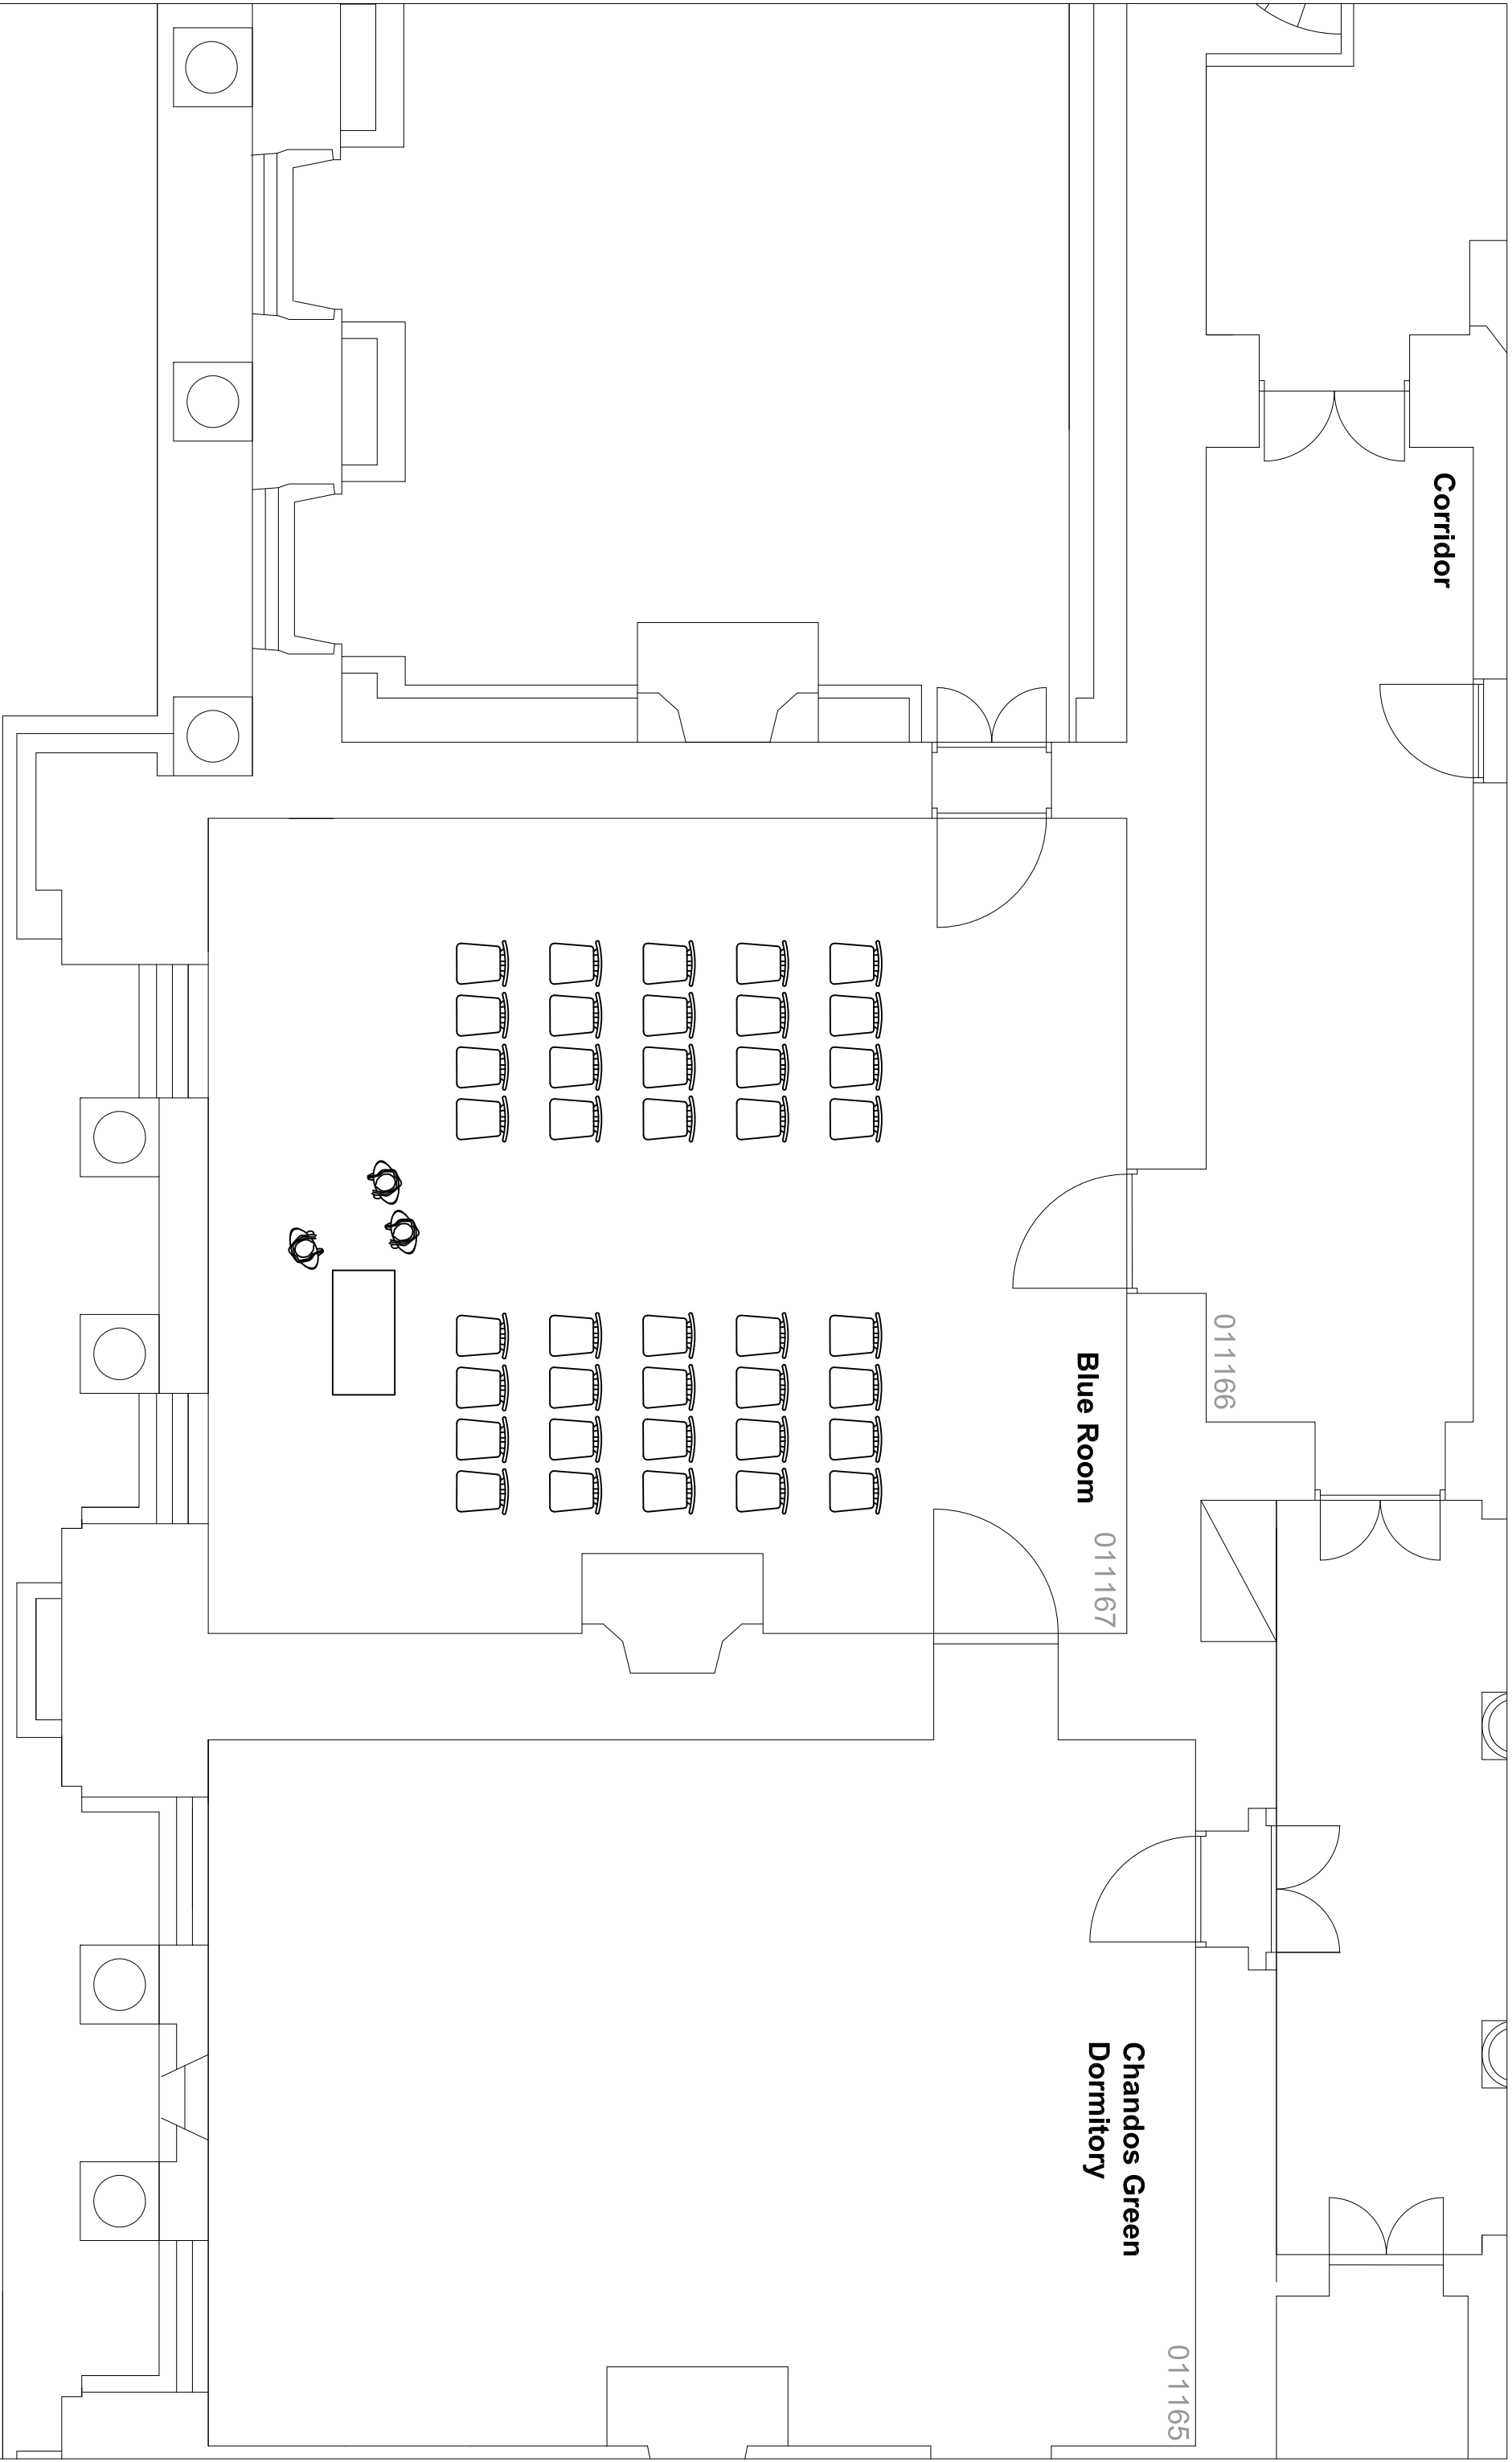 Corridor
011166
Blue Room
011167
Chandos Green
Dormitory
011165